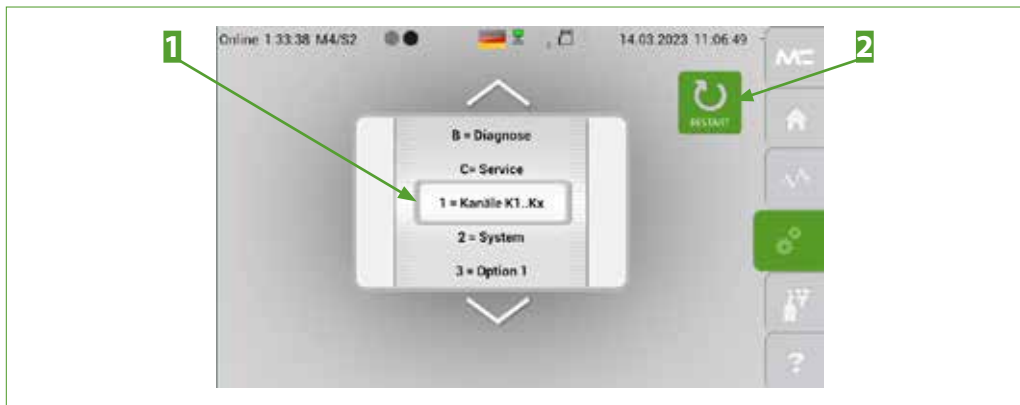 1
2
Online 1:33:38 M4/S2
14.03.2023 11:06:49
MC
RESTART
B = Diagnose
C= Service
1 = Kanäle K1..Kx
2 = System
3 = Option 1
?